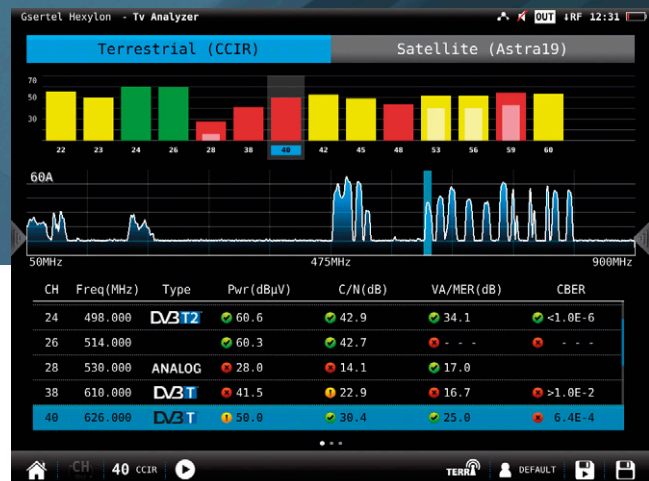 Gsertel Hexylon - Tv Analyzer OUT ↓RF 12:31
Terrestrial (CCIR) Satellite (Astra19)
70
50
30
22 23 24 26 28 38 40 42 45 48 53 56 59 60
60A
50MHz 475MHz 900MHz
CH Freq(MHz) Type Pwr(dBµV) C/N(dB) VA/MER(dB) CBER
24 498.000 DVB T2 60.6 42.9 34.1 <1.0E-6
26 514.000 60.3 42.7 - - - - - -
28 530.000 ANALOG 28.0 14.1 17.0
38 610.000 DVB T 41.5 22.9 16.7 >1.0E-2
40 626.000 DVB T 50.0 30.4 25.0 6.4E-4
CH 40 CCIR TERR DEFAULT